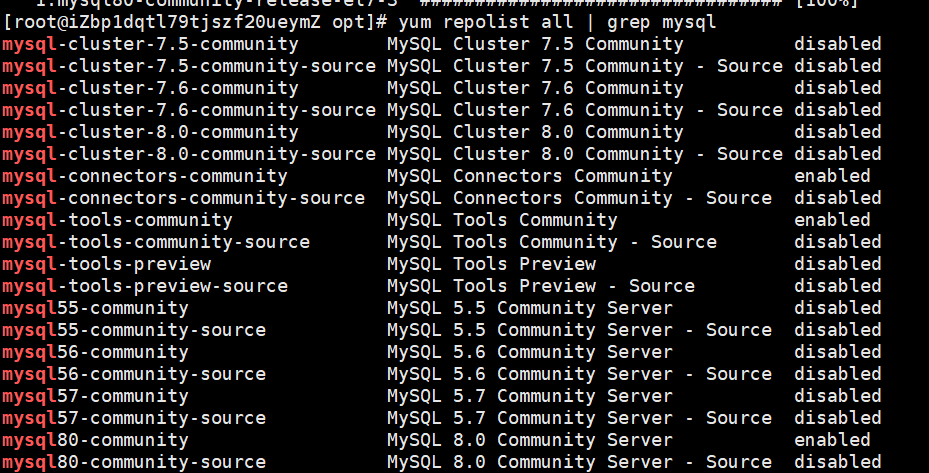 1:mysql80-community-release-el7-3 ################################# [100%]
[root@iZbp1dqtl79tjszf20ueymZ opt]# yum repolist all | grep mysql
mysql-cluster-7.5-community MySQL Cluster 7.5 Community disabled
mysql-cluster-7.5-community-source MySQL Cluster 7.5 Community - Source disabled
mysql-cluster-7.6-community MySQL Cluster 7.6 Community disabled
mysql-cluster-7.6-community-source MySQL Cluster 7.6 Community - Source disabled
mysql-cluster-8.0-community MySQL Cluster 8.0 Community disabled
mysql-cluster-8.0-community-source MySQL Cluster 8.0 Community - Source disabled
mysql-connectors-community MySQL Connectors Community enabled
mysql-connectors-community-source MySQL Connectors Community - Source disabled
mysql-tools-community MySQL Tools Community enabled
mysql-tools-community-source MySQL Tools Community - Source disabled
mysql-tools-preview MySQL Tools Preview disabled
mysql-tools-preview-source MySQL Tools Preview - Source disabled
mysql55-community MySQL 5.5 Community Server disabled
mysql55-community-source MySQL 5.5 Community Server - Source disabled
mysql56-community MySQL 5.6 Community Server disabled
mysql56-community-source MySQL 5.6 Community Server - Source disabled
mysql57-community MySQL 5.7 Community Server disabled
mysql57-community-source MySQL 5.7 Community Server - Source disabled
mysql80-community MySQL 8.0 Community Server enabled
mysql80-community-source MySQL 8.0 Community Server - Source disabled